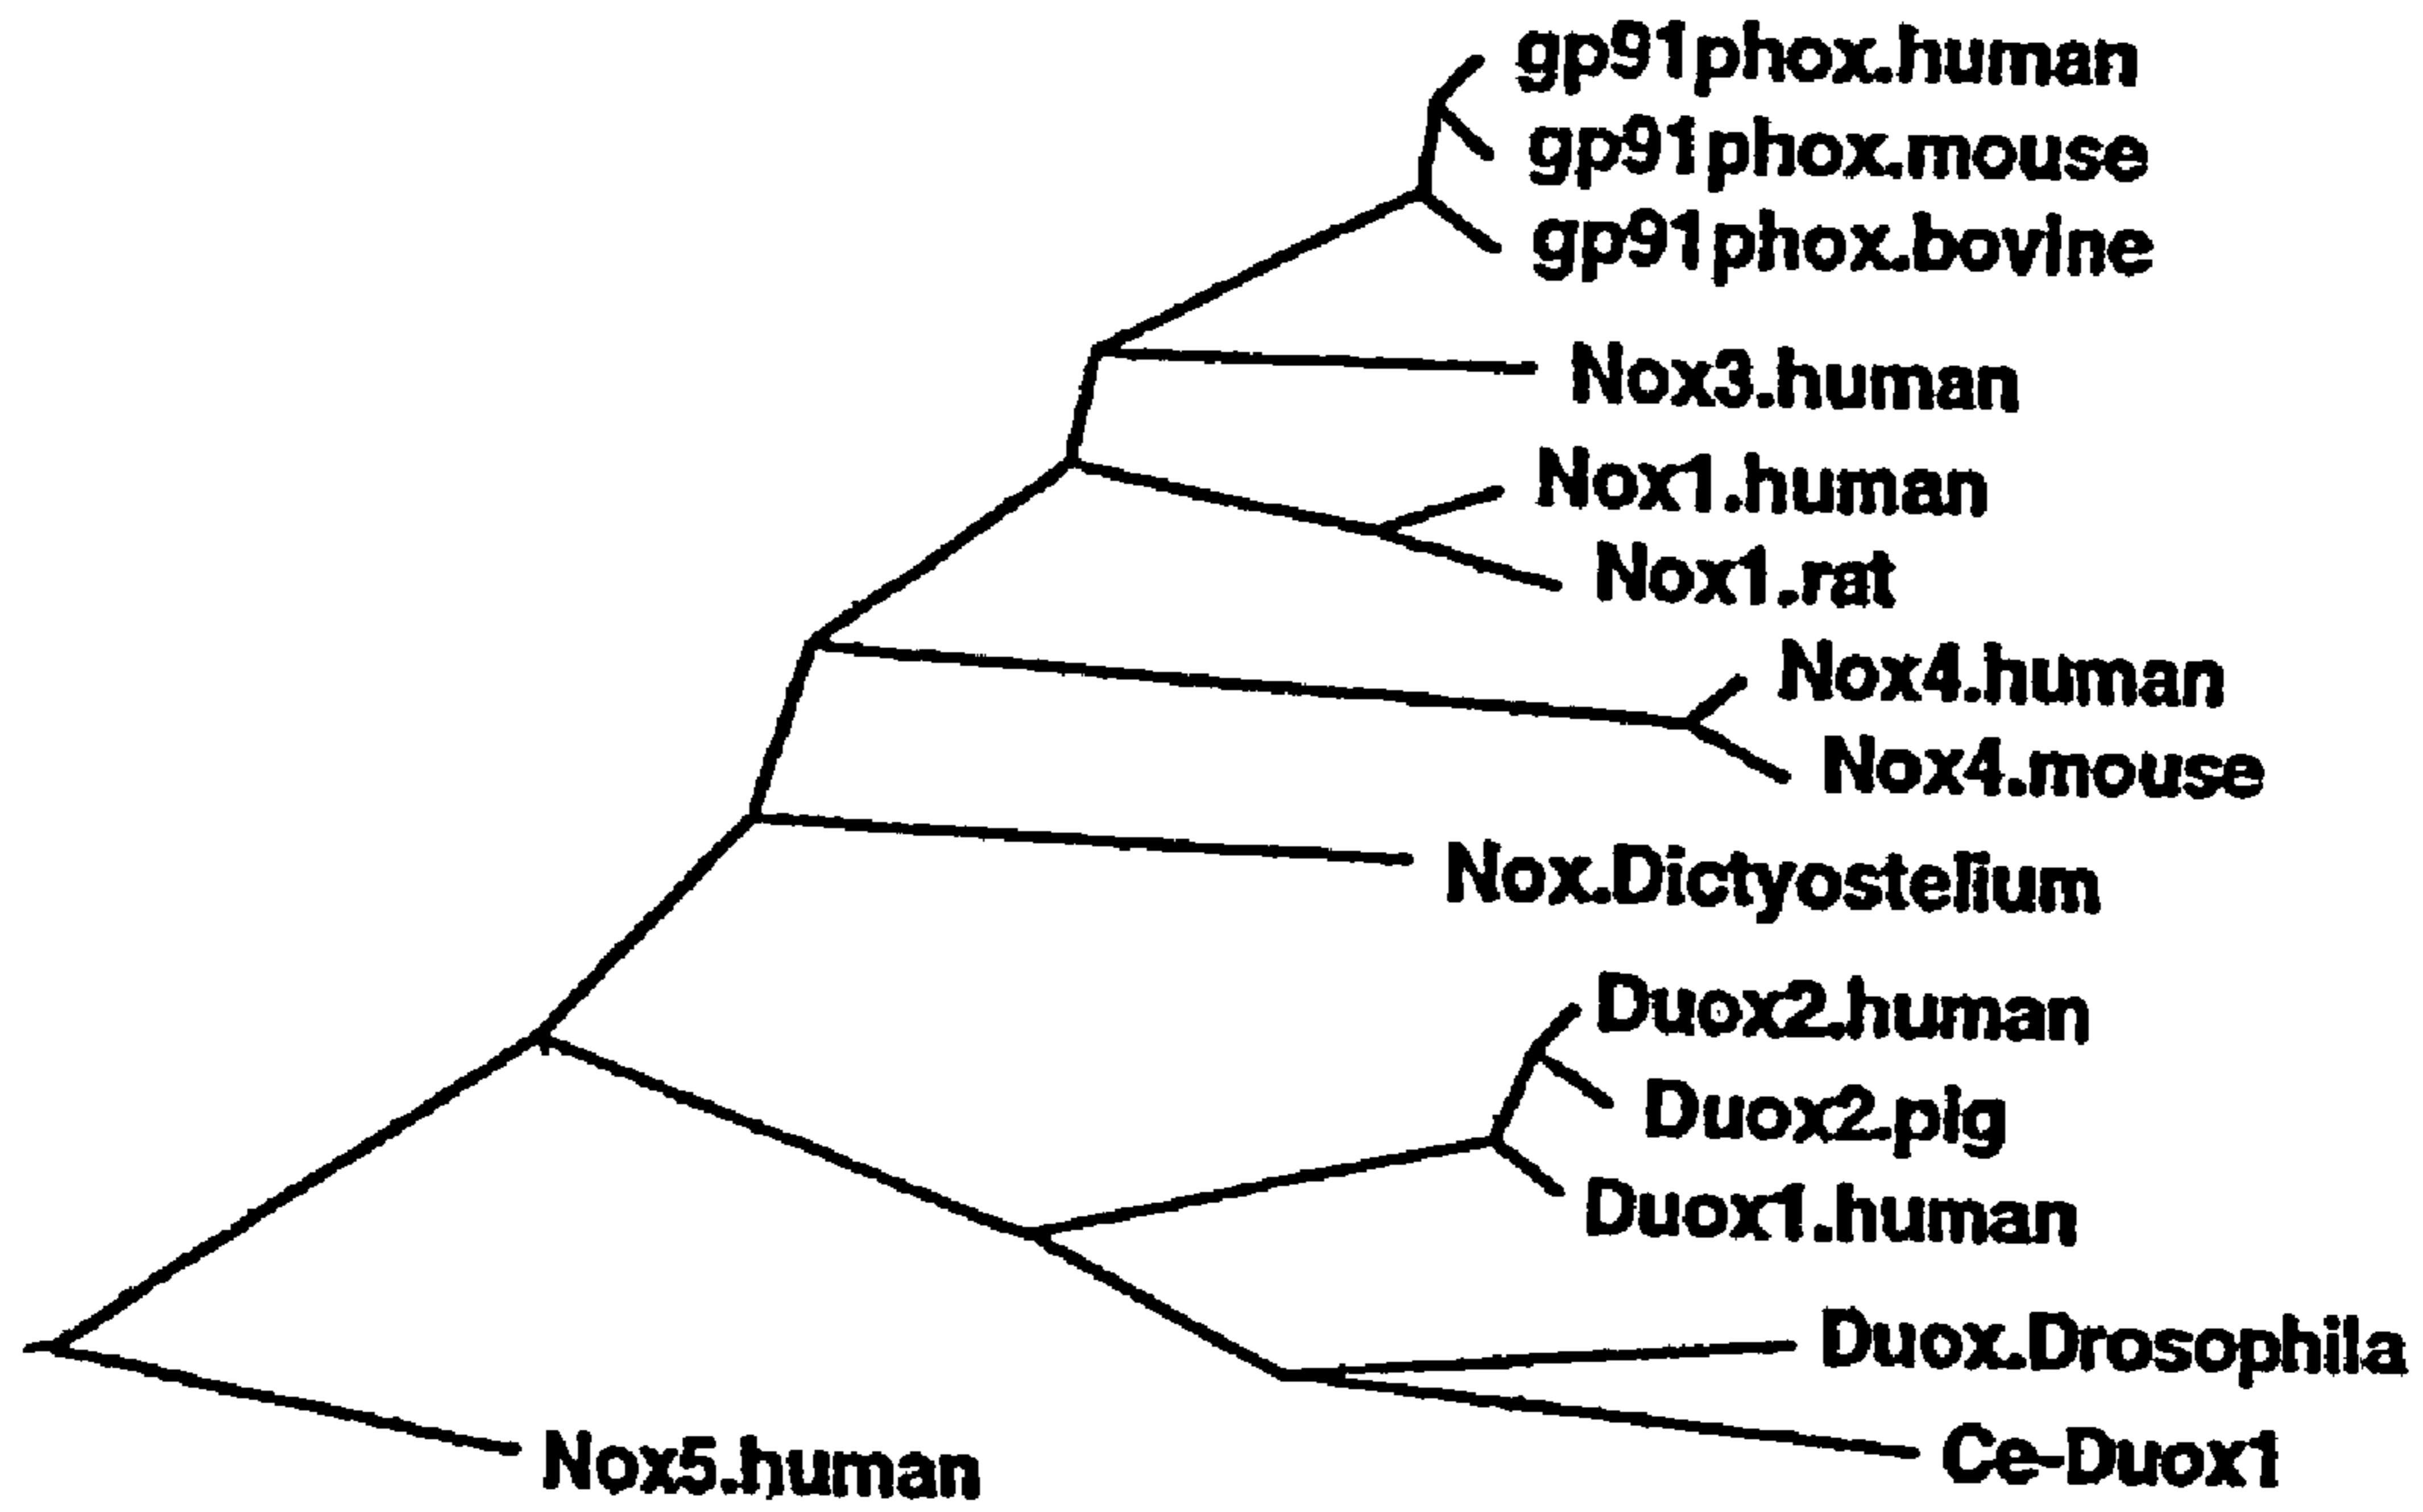 gp91phox.human
gp91phox.mouse
gp91phox.bovine
Nox3.human
Nox1.human
Nox1.rat
Nox4.human
Nox4.mouse
Nox.Dictyostelium
Duox2.human
Duox2.pig
Duox1.human
Duox.Drosophila
Ce-Duox1
Nox5.human